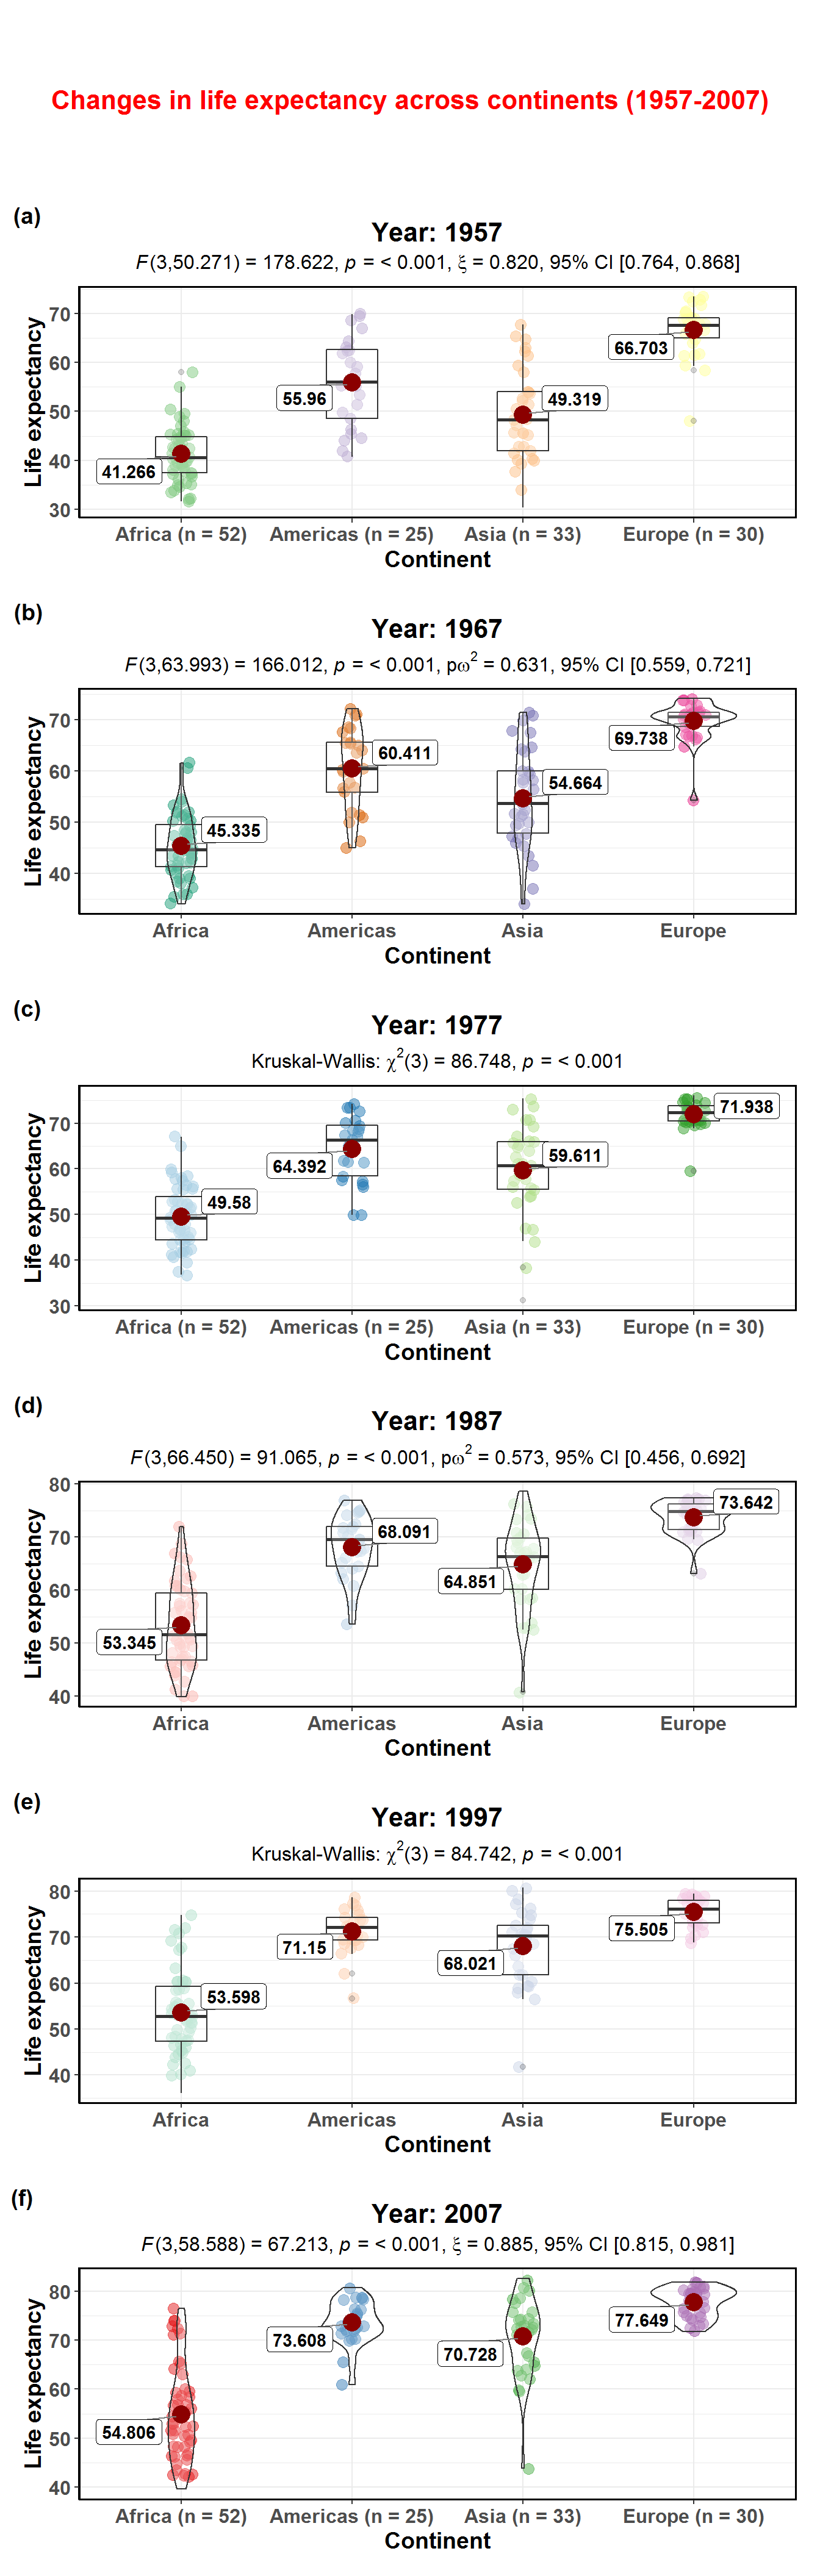 Changes in life expectancy across continents (1957-2007)
(a)
Year: 1957
F(3,50.271) = 178.622, p = < 0.001, ξ = 0.820, 95% CI [0.764, 0.868]
Life expectancy
70
60
50
40
30
66.703
55.96
49.319
41.266
Africa (n = 52) Americas (n = 25) Asia (n = 33) Europe (n = 30)
Continent
(b)
Year: 1967
F(3,63.993) = 166.012, p = < 0.001, pω² = 0.631, 95% CI [0.559, 0.721]
Life expectancy
70
60
50
40
69.738
60.411
54.664
45.335
Africa Americas Asia Europe
Continent
(c)
Year: 1977
Kruskal-Wallis: χ²(3) = 86.748, p = < 0.001
Life expectancy
70
60
50
40
30
71.938
59.611
64.392
49.58
Africa (n = 52) Americas (n = 25) Asia (n = 33) Europe (n = 30)
Continent
(d)
Year: 1987
F(3,66.450) = 91.065, p = < 0.001, pω² = 0.573, 95% CI [0.456, 0.692]
Life expectancy
80
70
60
50
40
73.642
68.091
64.851
53.345
Africa Americas Asia Europe
Continent
(e)
Year: 1997
Kruskal-Wallis: χ²(3) = 84.742, p = < 0.001
Life expectancy
80
70
60
50
40
75.505
71.15
68.021
53.598
Africa Americas Asia Europe
Continent
(f)
Year: 2007
F(3,58.588) = 67.213, p = < 0.001, ξ = 0.885, 95% CI [0.815, 0.981]
Life expectancy
80
70
60
50
40
77.649
73.608
70.728
54.806
Africa (n = 52) Americas (n = 25) Asia (n = 33) Europe (n = 30)
Continent